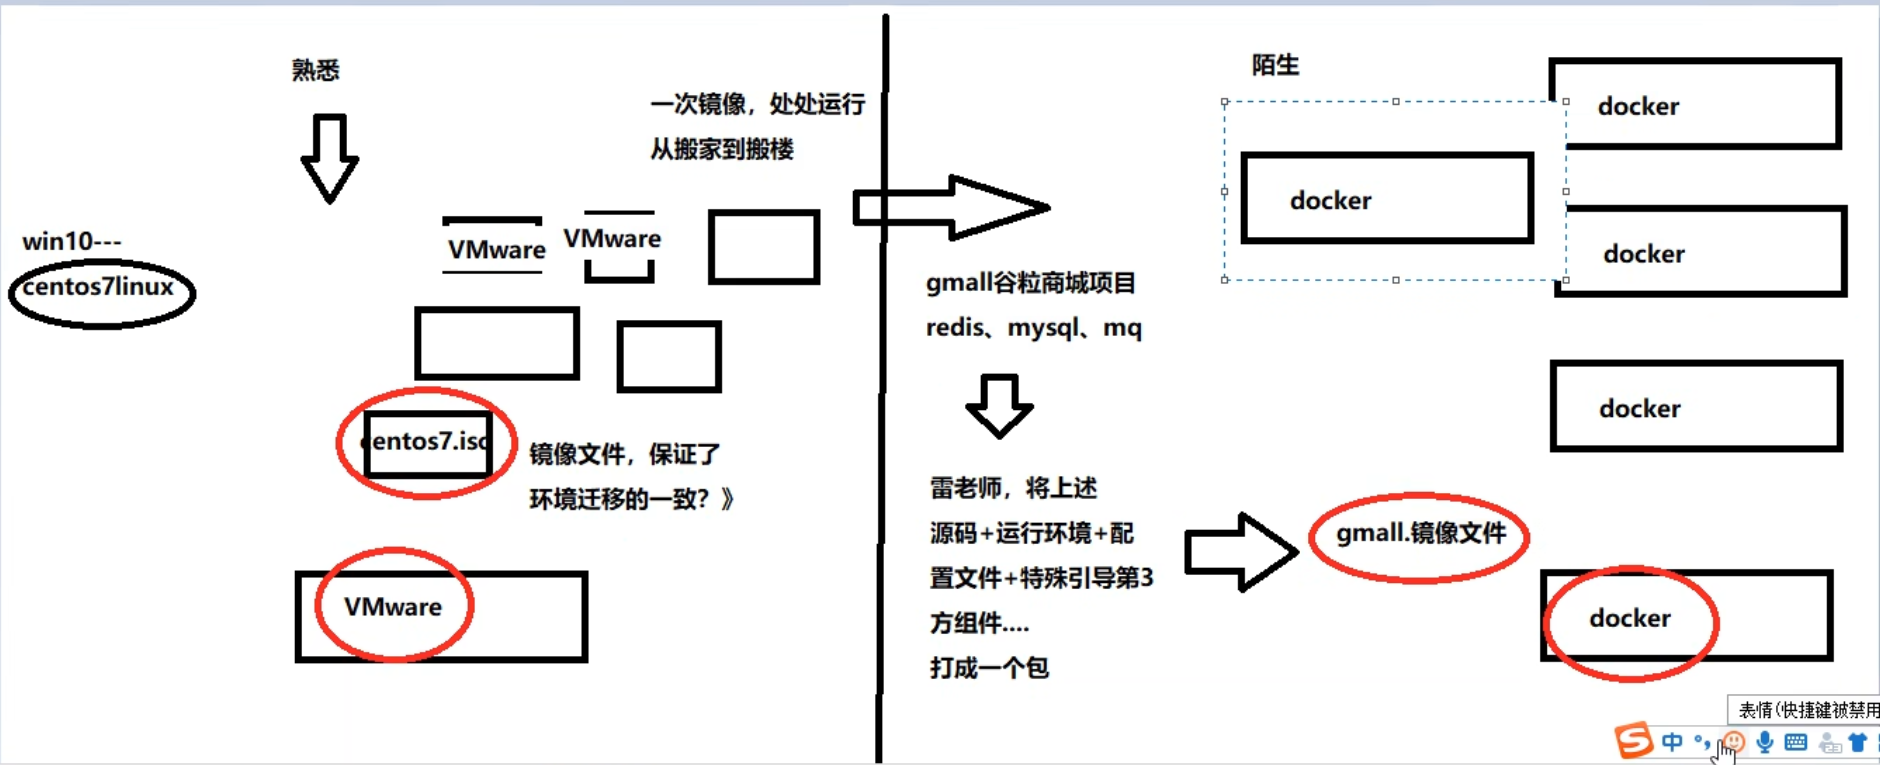 熟悉
一次镜像，处处运行
从搬家到搬楼
win10---
centos7linux
VMware
VMware
centos7.iso
镜像文件，保证了
环境迁移的一致？》
VMware
陌生
docker
docker
docker
docker
docker
gmall谷粒商城项目
redis、mysql、mq
雷老师，将上述
源码+运行环境+配
置文件+特殊引导第3
方组件....
打成一个包
gmall.镜像文件
表情(快捷键被禁用
中